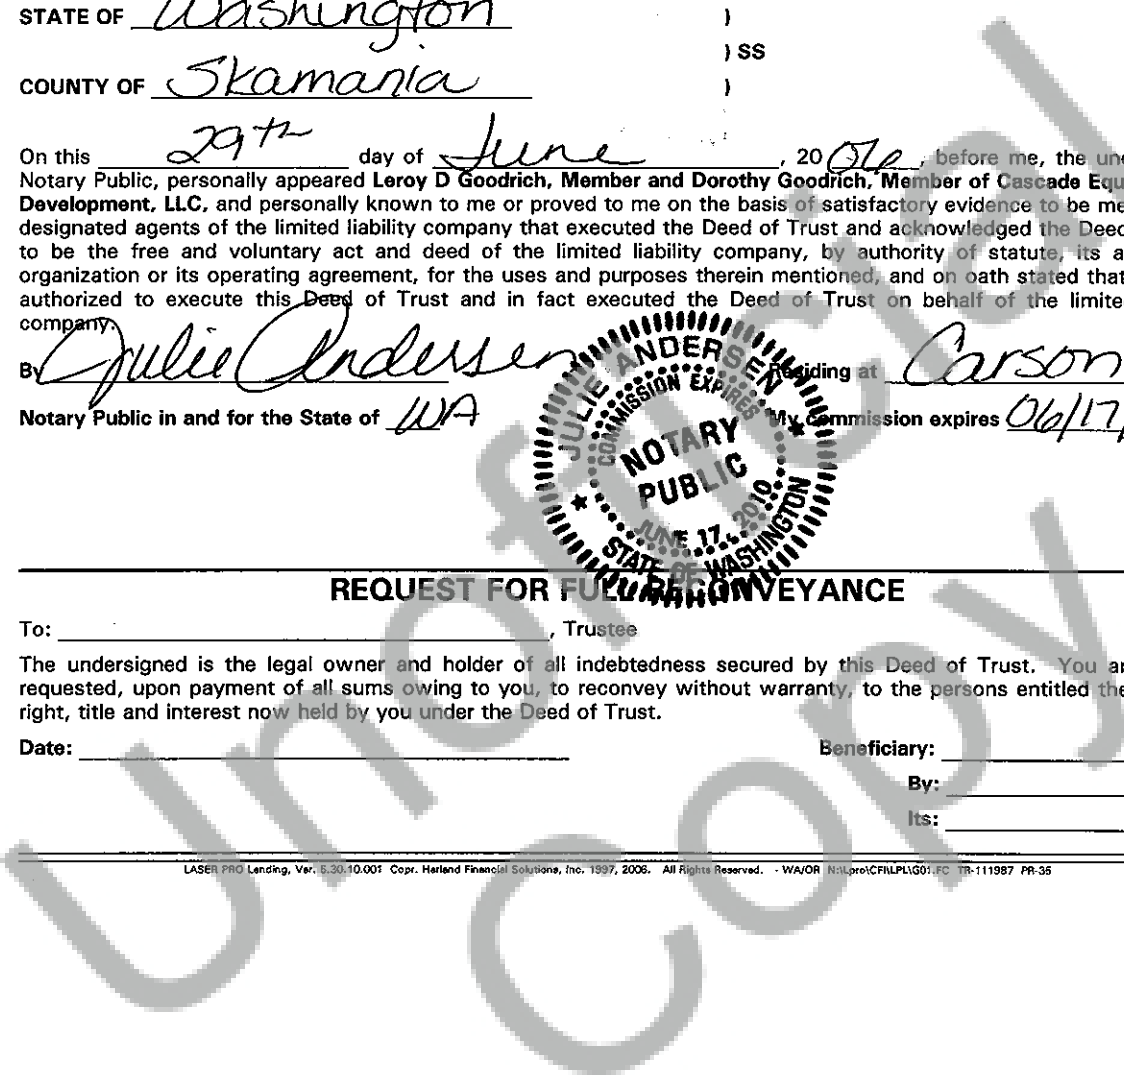 STATE OF Washington )
) SS
COUNTY OF Skamania )
On this 29th day of June , 20 06 , before me, the un
Notary Public, personally appeared Leroy D Goodrich, Member and Dorothy Goodrich, Member of Cascade Equ
Development, LLC, and personally known to me or proved to me on the basis of satisfactory evidence to be me
designated agents of the limited liability company that executed the Deed of Trust and acknowledged the Deed
to be the free and voluntary act and deed of the limited liability company, by authority of statute, its a
organization or its operating agreement, for the uses and purposes therein mentioned, and on oath stated that
authorized to execute this Deed of Trust and in fact executed the Deed of Trust on behalf of the limite
company.
By Julie Andersen Residing at Carson
Notary Public in and for the State of WA My commission expires 06/17/
JULIE ANDERSEN
COMMISSION EXPIRES
NOTARY
PUBLIC
JUNE 17, 2010
STATE OF WASHINGTON
REQUEST FOR FULL RECONVEYANCE
To: , Trustee
The undersigned is the legal owner and holder of all indebtedness secured by this Deed of Trust. You ar
requested, upon payment of all sums owing to you, to reconvey without warranty, to the persons entitled the
right, title and interest now held by you under the Deed of Trust.
Date: Beneficiary:
By:
Its:
LASER PRO Lending, Ver. 5.30.10.001 Copr. Harland Financial Solutions, Inc. 1997, 2006. All Rights Reserved. - WA/OR N:\Lpro\CFI\LPL\G01.FC TR-111987 PR-35
Unofficial
Copy